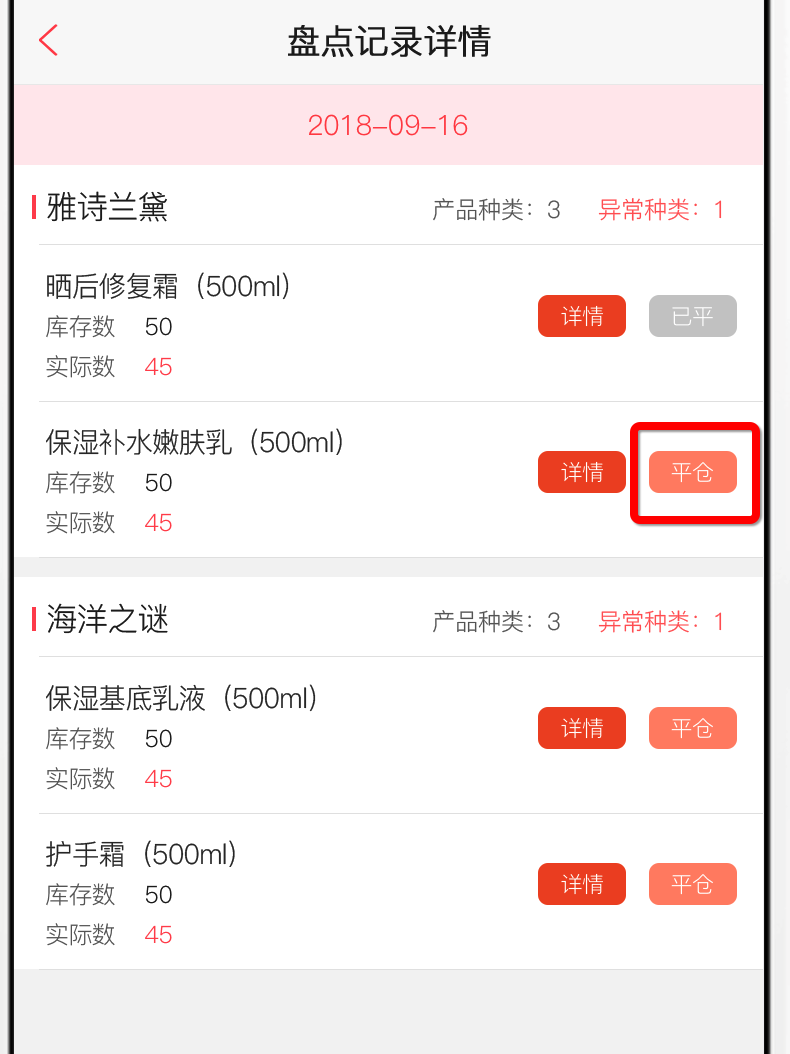 盘点记录详情
2018-09-16
雅诗兰黛 产品种类：3 异常种类：1
晒后修复霜（500ml）
库存数 50 详情 已平
实际数 45
保湿补水嫩肤乳（500ml）
库存数 50 详情 平仓
实际数 45
海洋之谜 产品种类：3 异常种类：1
保湿基底乳液（500ml）
库存数 50 详情 平仓
实际数 45
护手霜（500ml）
库存数 50 详情 平仓
实际数 45